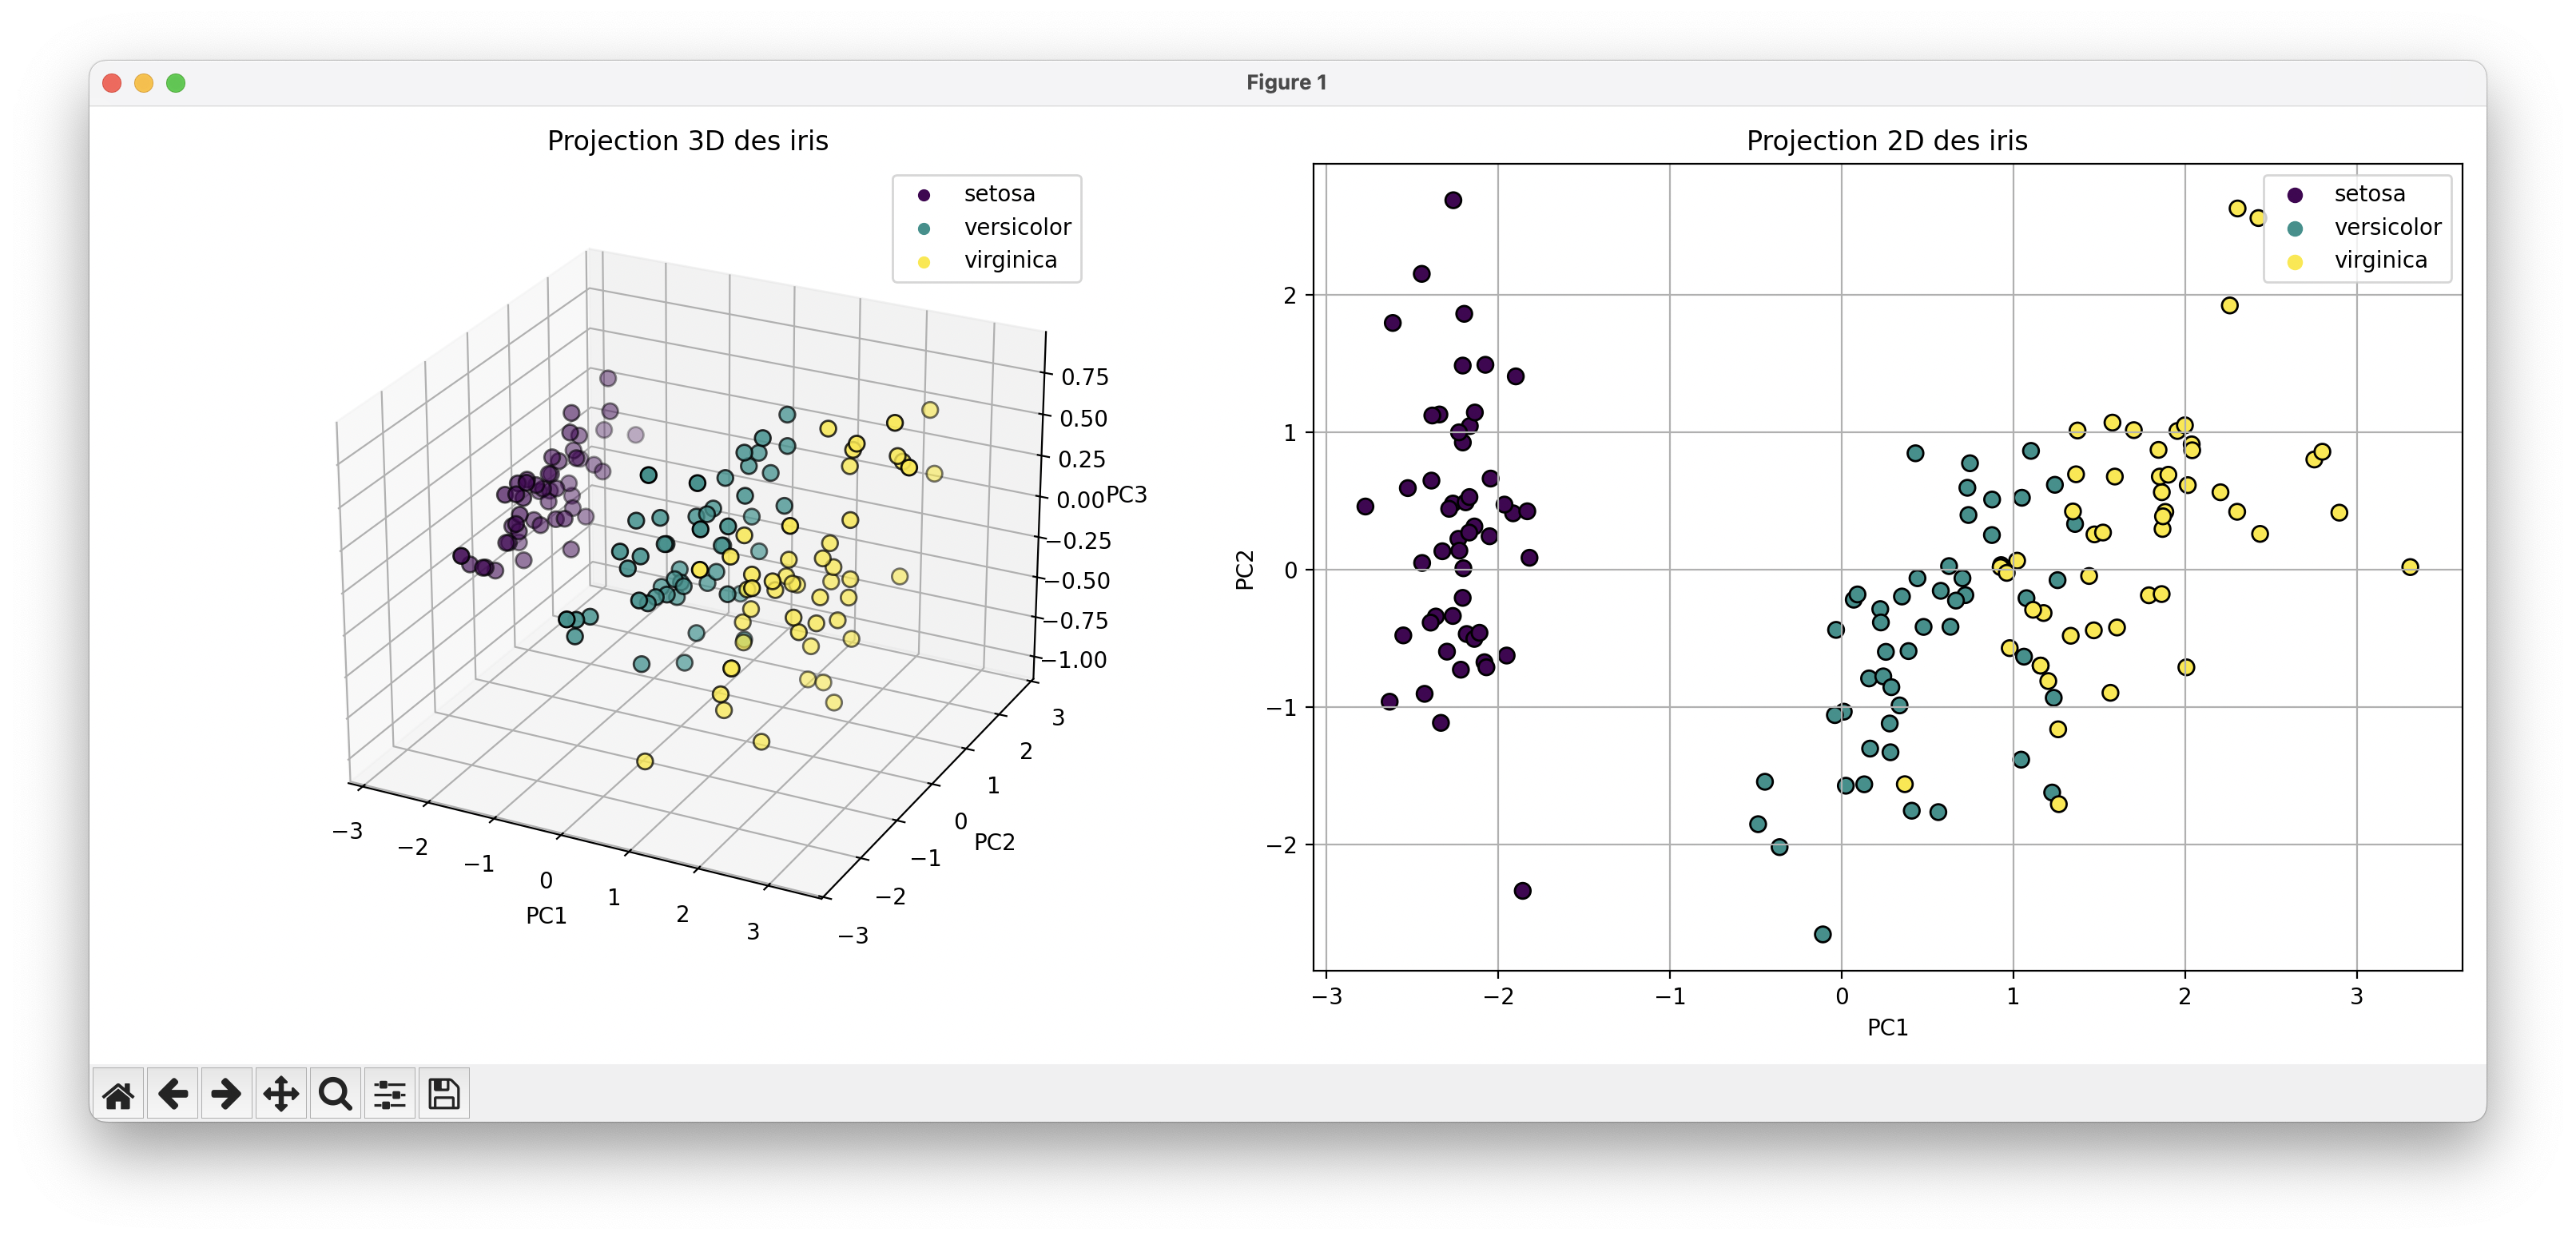 Figure 1
Projection 3D des iris
setosa
versicolor
virginica
0.75
0.50
0.25
0.00
−0.25
−0.50
−0.75
−1.00
PC3
3
2
1
0
−1
−2
−3
PC2
−3
−2
−1
0
1
2
3
PC1
Projection 2D des iris
setosa
versicolor
virginica
2
1
0
−1
−2
PC2
−3
−2
−1
0
1
2
3
PC1